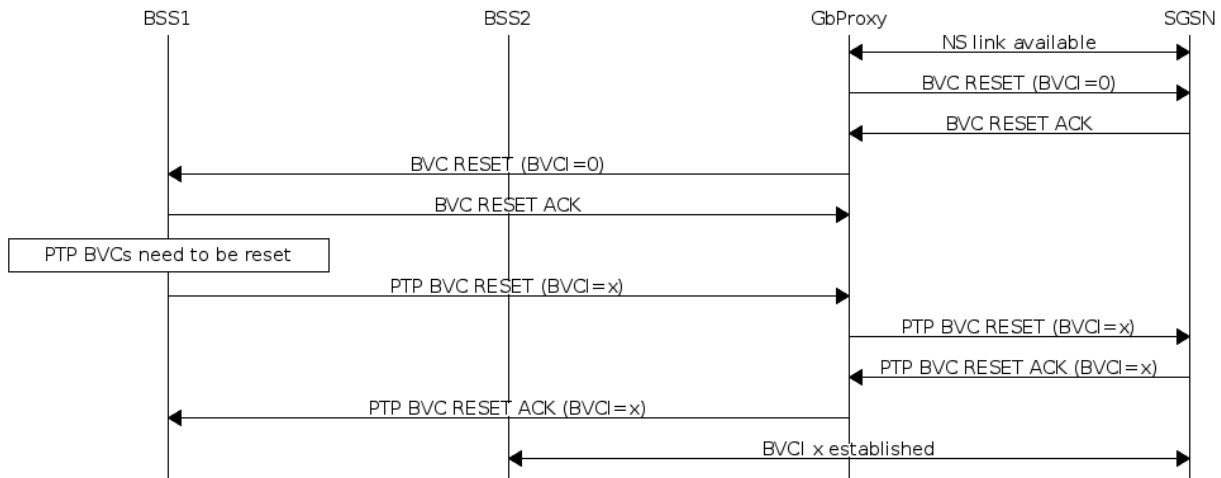 BSS1 BSS2 GbProxy SGSN
NS link available
BVC RESET (BVCI=0)
BVC RESET ACK
BVC RESET (BVCI=0)
BVC RESET ACK
PTP BVCs need to be reset
PTP BVC RESET (BVCI=x)
PTP BVC RESET (BVCI=x)
PTP BVC RESET ACK (BVCI=x)
PTP BVC RESET ACK (BVCI=x)
BVCI x established